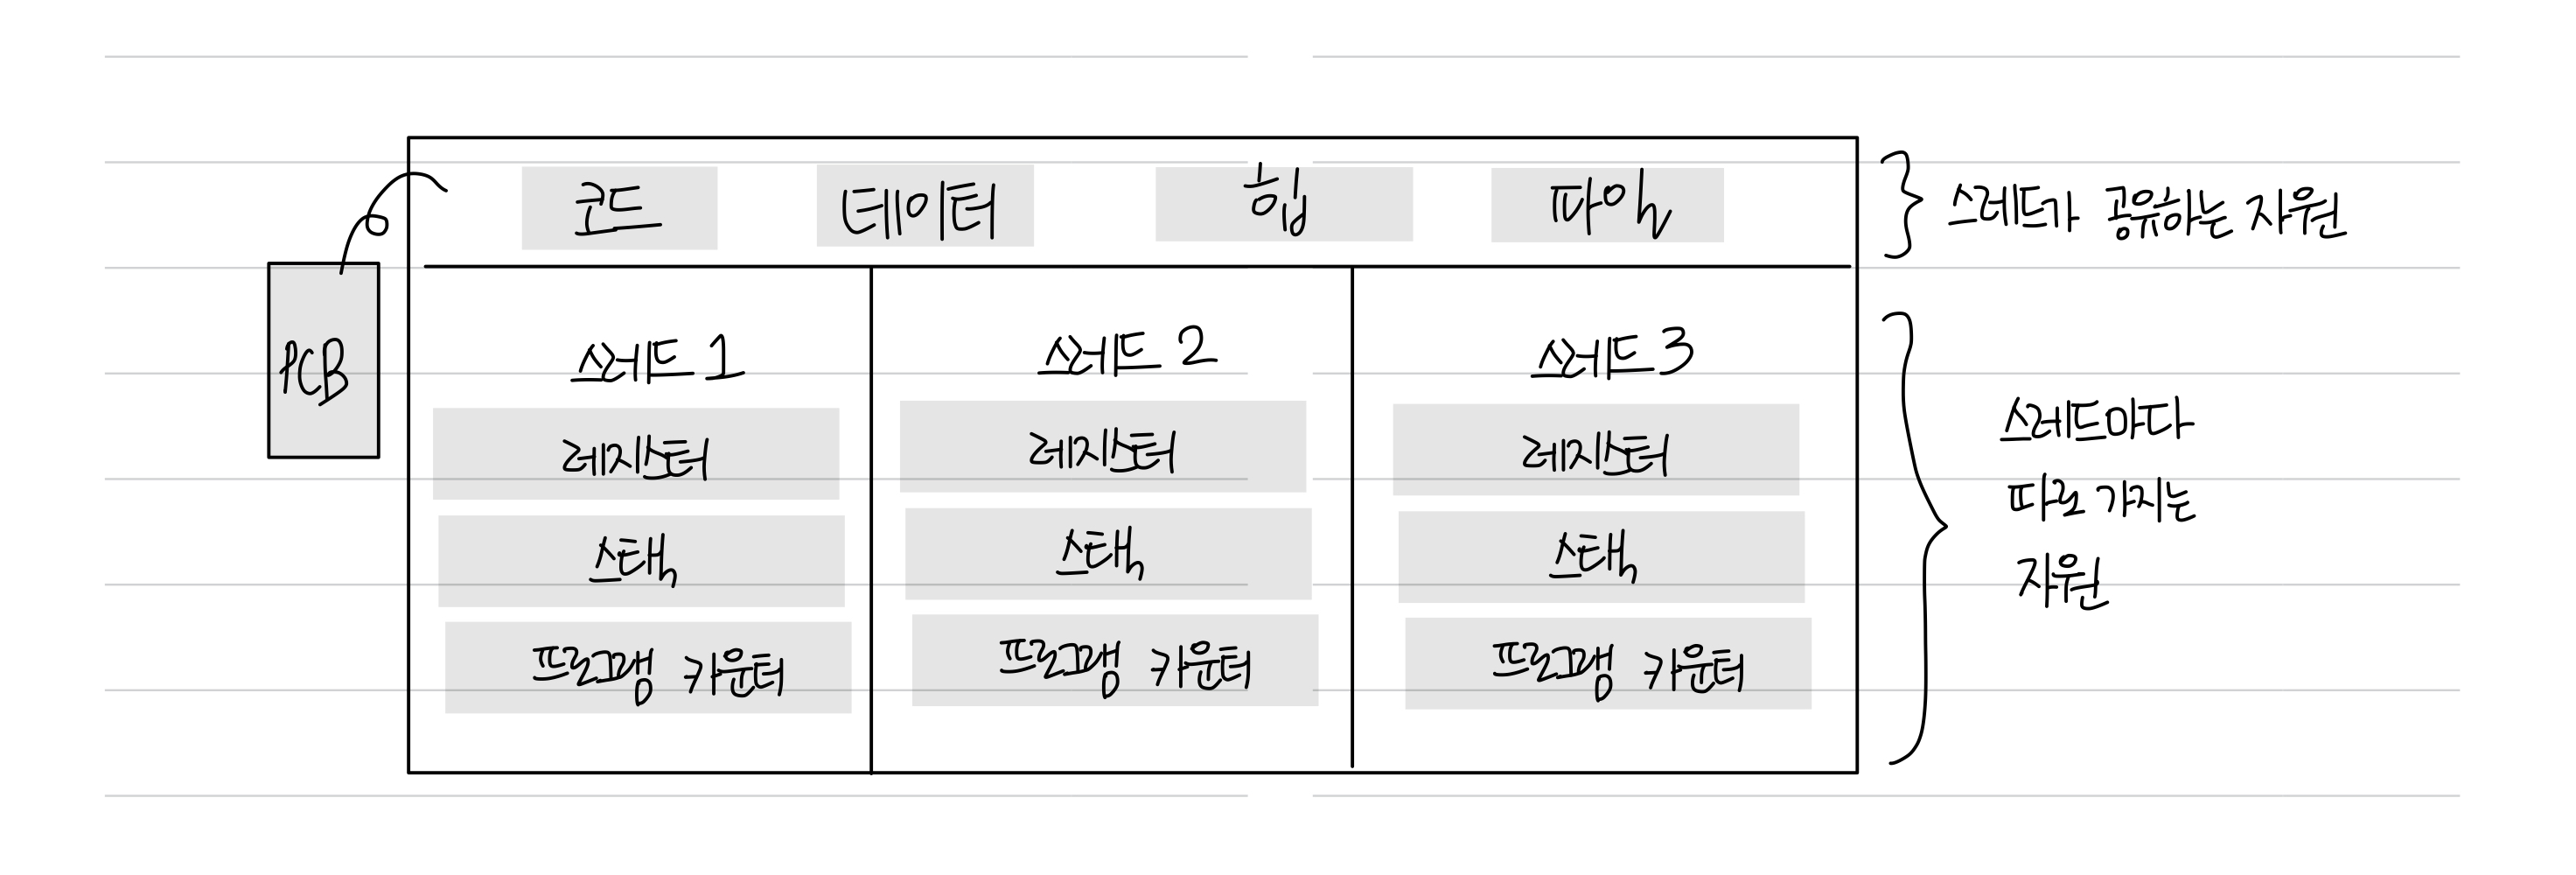 코드 데이터 힙 파일
스레드가 공유하는 자원
PCB
스레드 1 스레드 2 스레드 3
레지스터 레지스터 레지스터
스택 스택 스택
프로그램 카운터 프로그램 카운터 프로그램 카운터
스레드마다
따로 가지는
자원